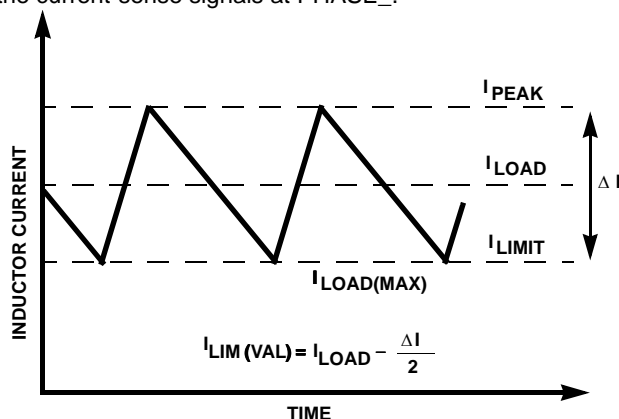 the current-sense signals at PHASE_.
I PEAK
I LOAD
Δ I
I LIMIT
I LOAD(MAX)
I LIM (VAL) = I LOAD − ΔI / 2
INDUCTOR CURRENT
TIME